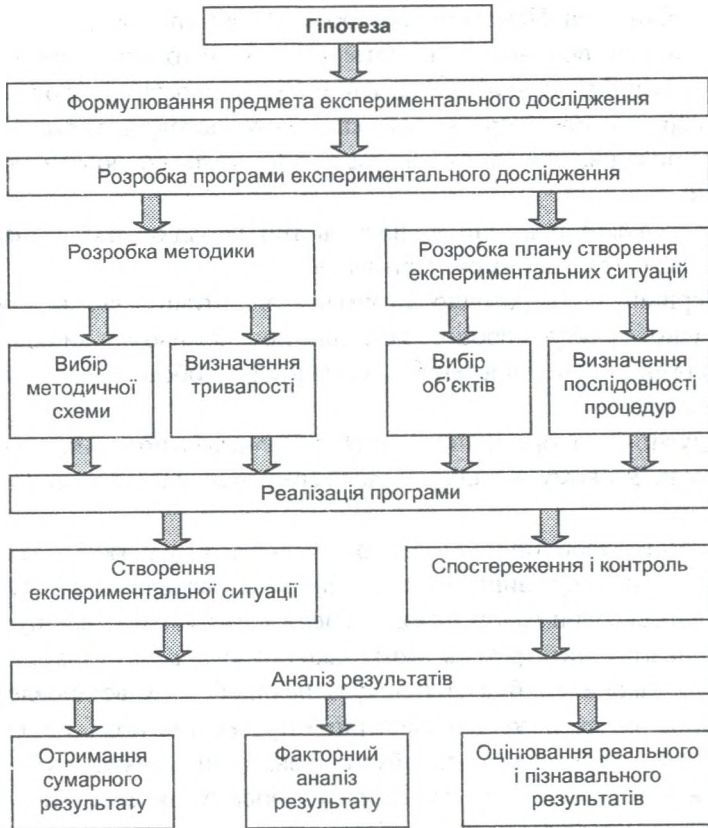 Гіпотеза
Формулювання предмета експериментального дослідження
Розробка програми експериментального дослідження
Розробка методики
Розробка плану створення
експериментальних ситуацій
Вибір
методичної
схеми
Визначення
тривалості
Вибір
об'єктів
Визначення
послідовності
процедур
Реалізація програми
Створення
експериментальної ситуації
Спостереження і контроль
Аналіз результатів
Отримання
сумарного
результату
Факторний
аналіз
результату
Оцінювання реального
і пізнавального
результатів